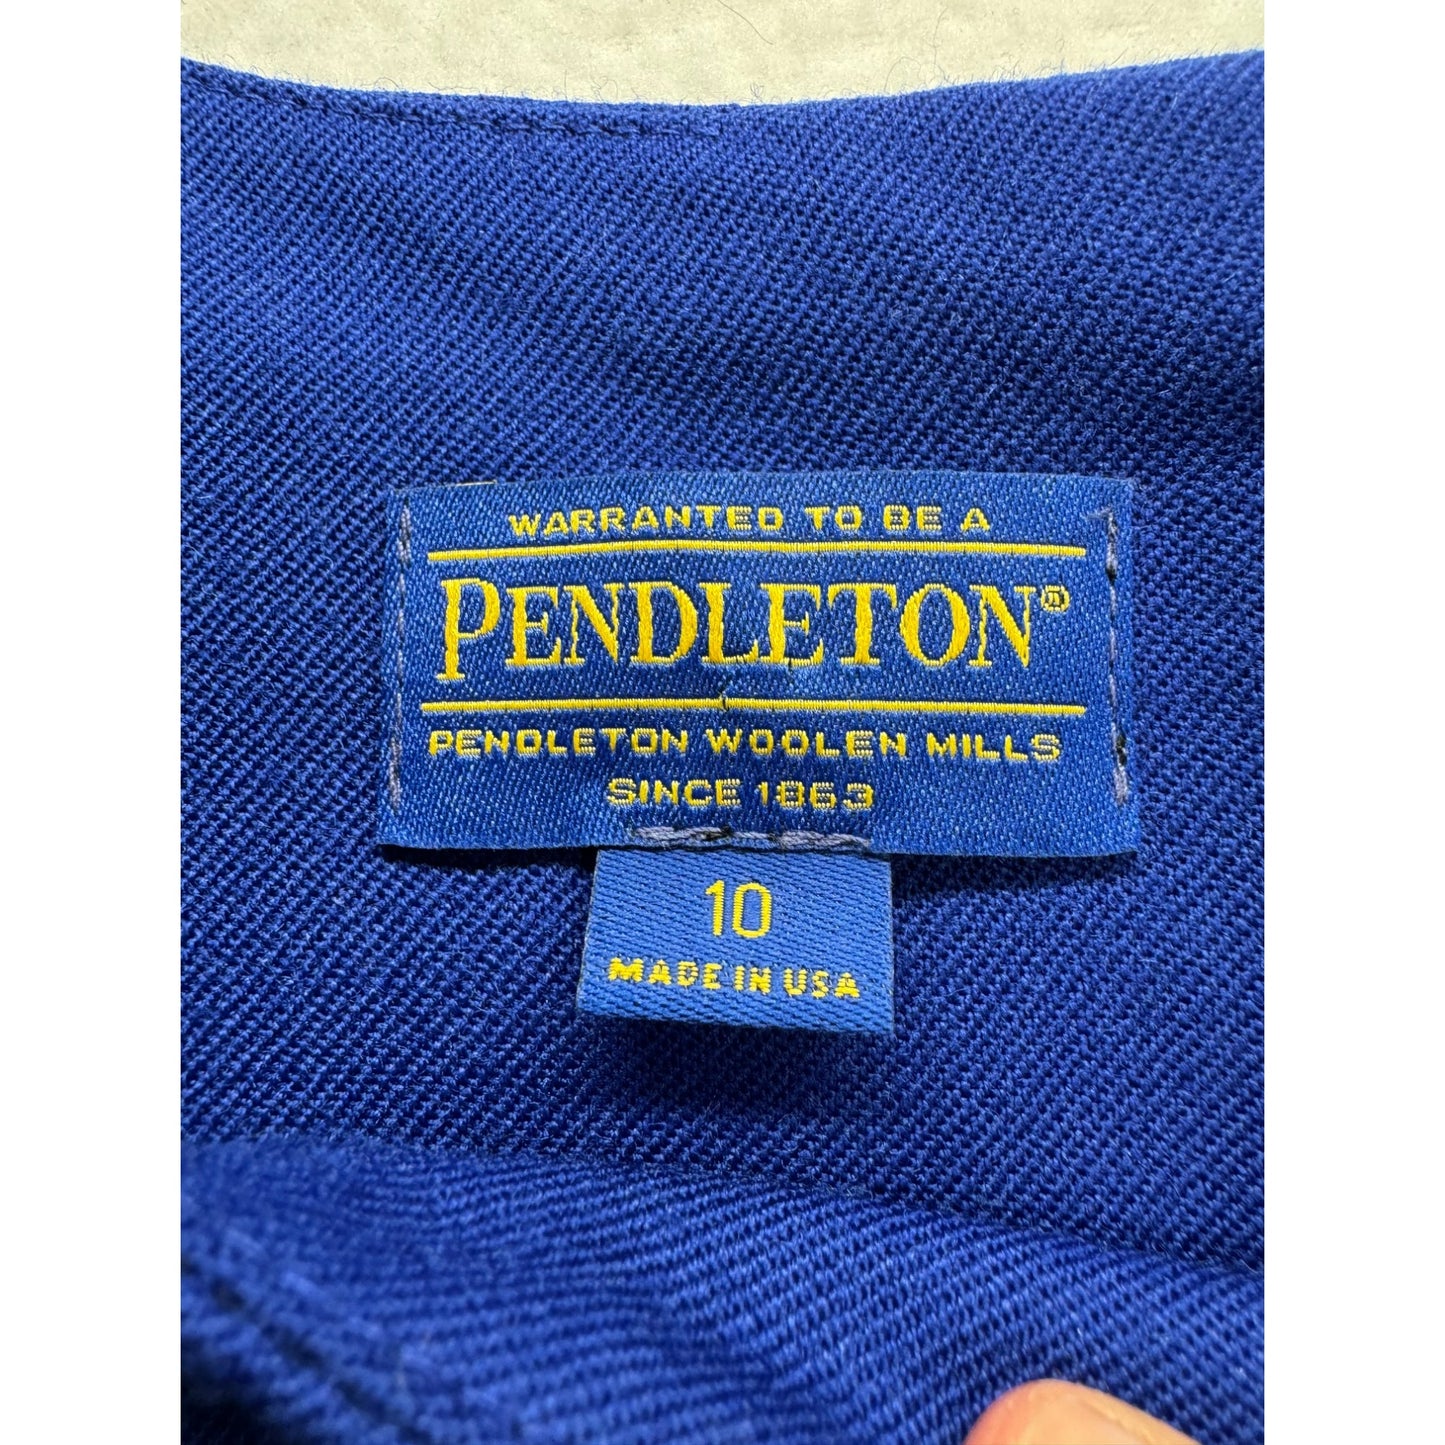 WARRANTED TO BE A
PENDLETON®
PENDLETON WOOLEN MILLS
SINCE 1863
10
MADE IN USA